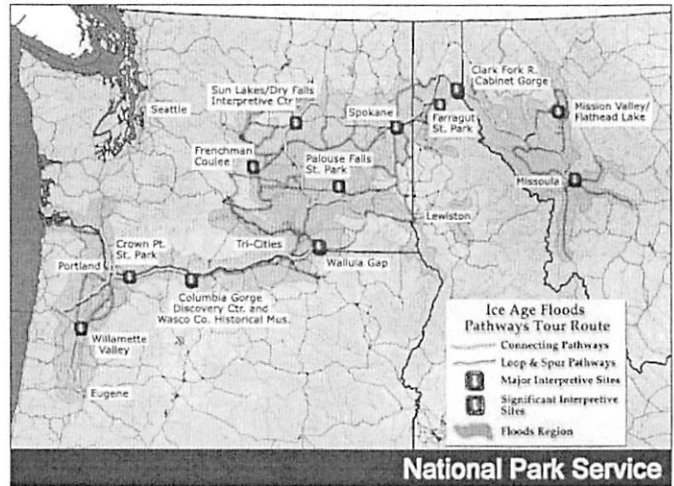 Clark Fork R.
Cabinet Gorge
Sun Lakes/Dry Falls
Interpretive Ctr
Seattle
Spokane
Farragut
St. Park
Mission Valley/
Flathead Lake
Frenchman
Coulee
Palouse Falls
St. Park
Missoula
Lewiston
Tri-Cities
Wallula Gap
Crown Pt.
St. Park
Portland
Columbia Gorge
Discovery Ctr. and
Wasco Co. Historical Mus.
Willamette
Valley
Eugene
Ice Age Floods
Pathways Tour Route
Connecting Pathways
Loop & Spur Pathways
Major Interpretive Sites
Significant Interpretive
Sites
Floods Region
National Park Service